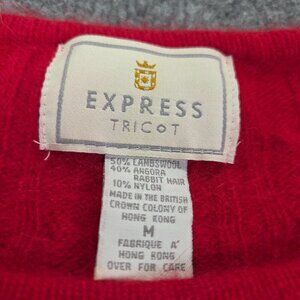 EXPRESS
TRICOT
50% LAMBSWOOL
40% ANGORA
RABBIT HAIR
10% NYLON
MADE IN THE BRITISH
CROWN COLONY OF
HONG KONG
M
FABRIQUE A'
HONG KONG
OVER FOR CARE